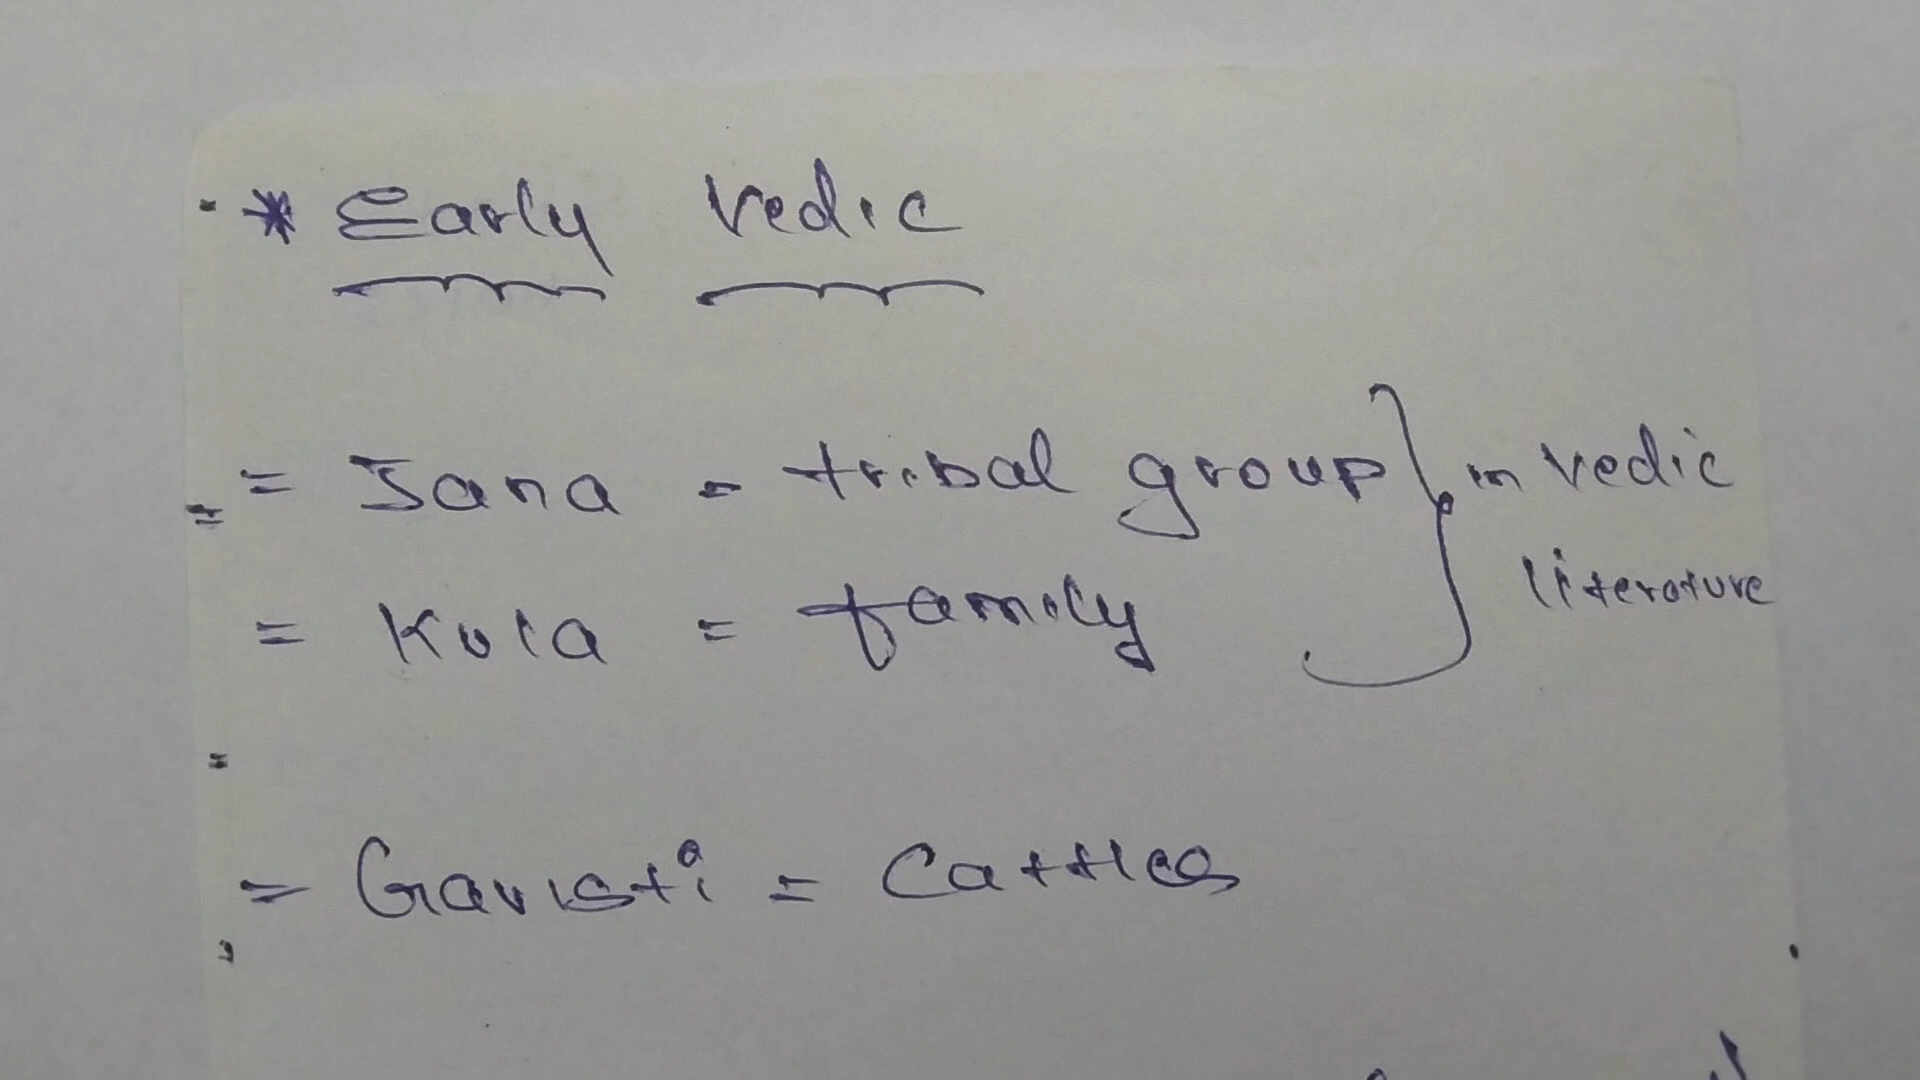 * Early Vedic
= Jana = tribal group } in Vedic
literature
= Kula = family
= Gavisti = Cattles